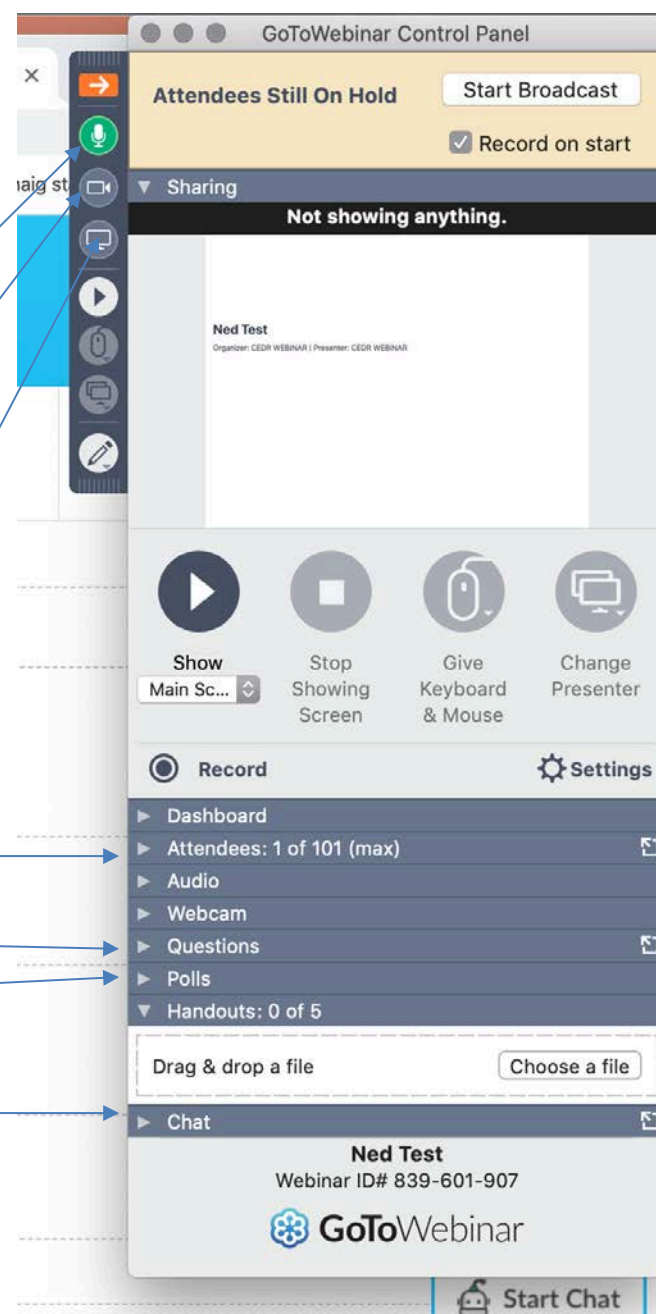 GoToWebinar Control Panel
Attendees Still On Hold
Start Broadcast
Record on start
naig st
Sharing
Not showing anything.
Ned Test
Organizer: CEDR WEBINAR | Presenter: CEDR WEBINAR
Show
Main Sc...
Stop
Showing
Screen
Give
Keyboard
& Mouse
Change
Presenter
Record
Settings
Dashboard
Attendees: 1 of 101 (max)
Audio
Webcam
Questions
Polls
Handouts: 0 of 5
Drag & drop a file
Choose a file
Chat
Ned Test
Webinar ID# 839-601-907
GoToWebinar
Start Chat